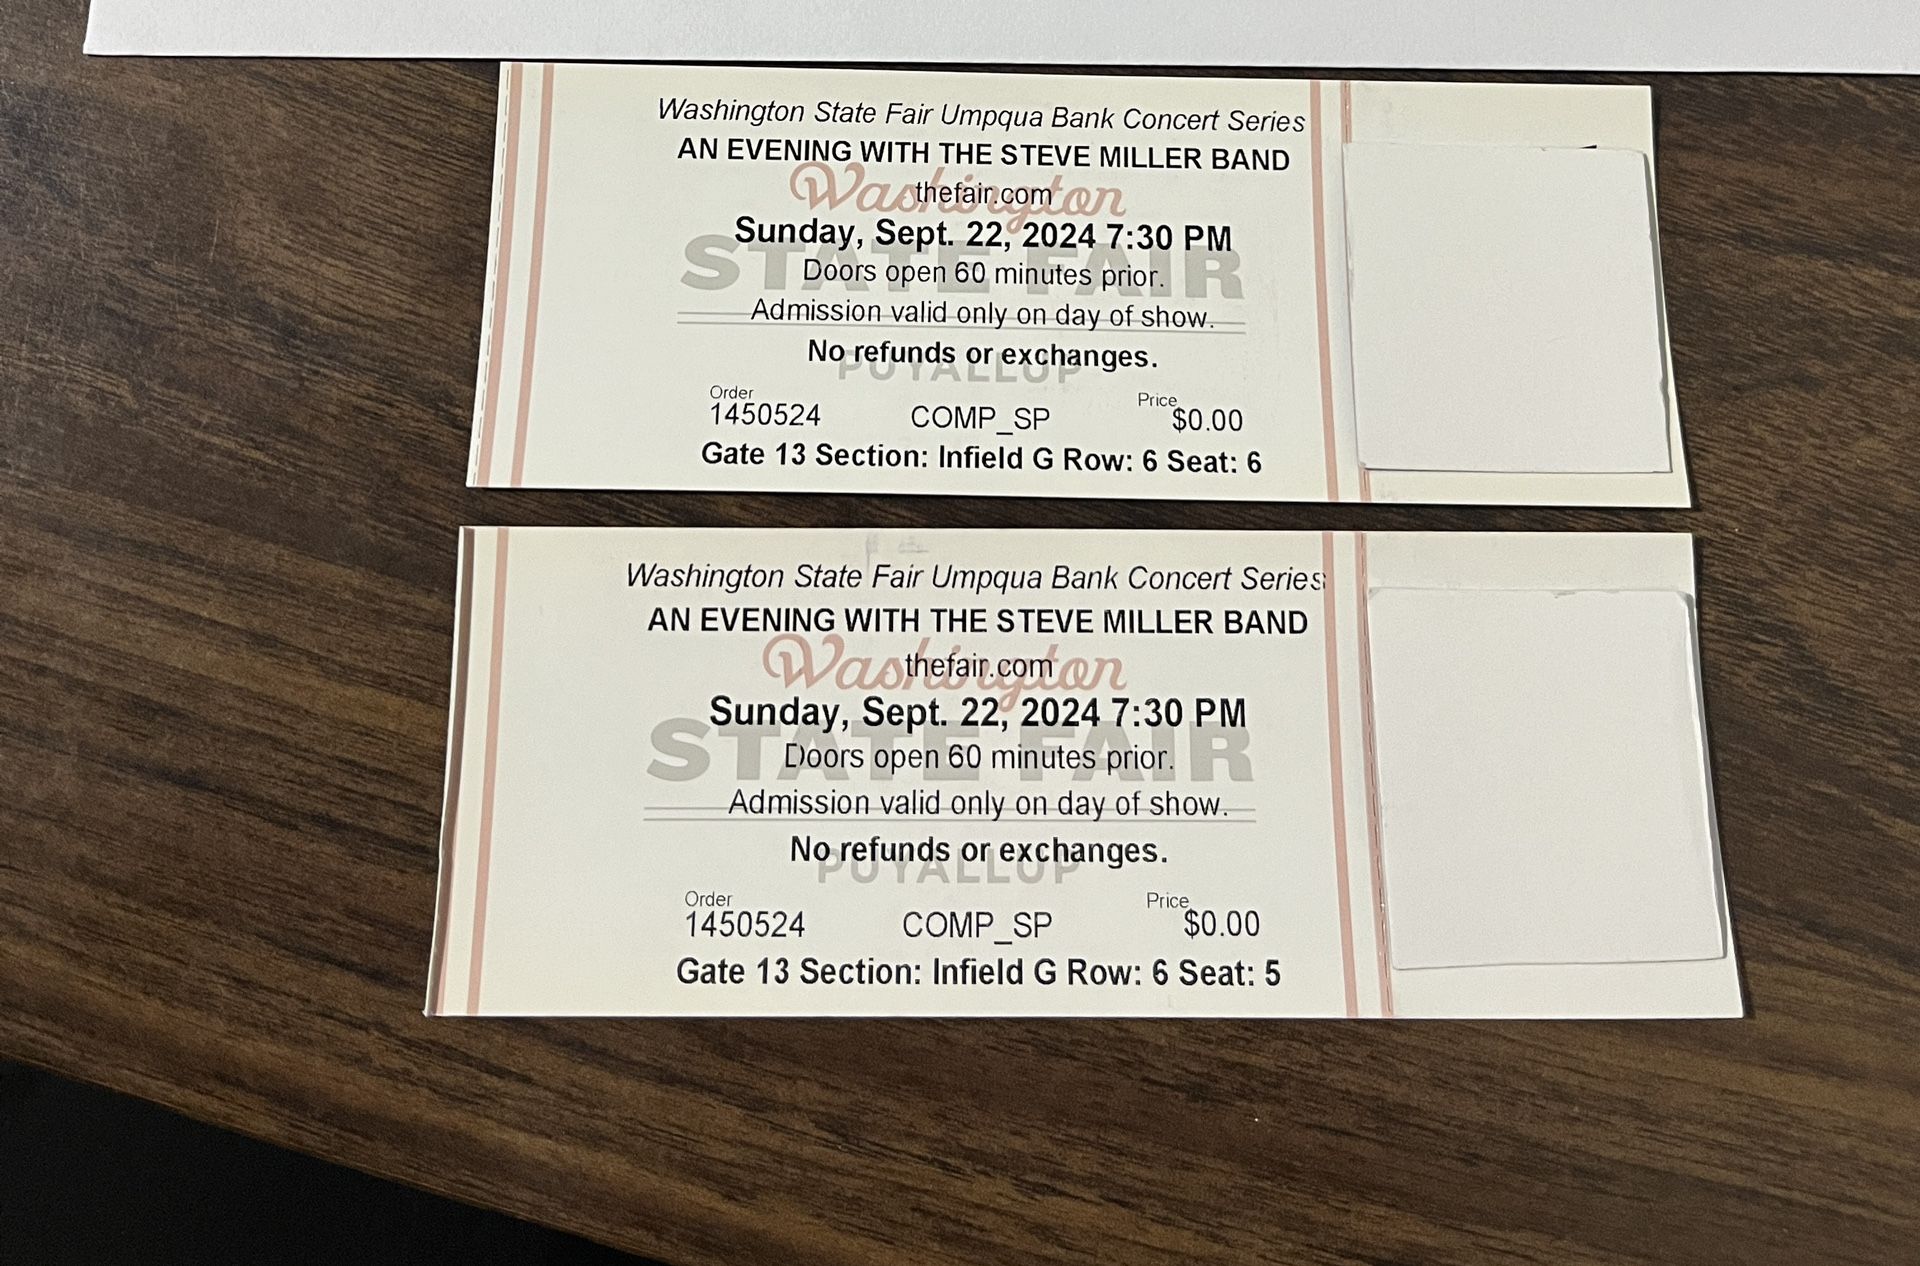 Washington State Fair Umpqua Bank Concert Series
AN EVENING WITH THE STEVE MILLER BAND
Washington
thefair.com
Sunday, Sept. 22, 2024 7:30 PM
STATE FAIR
Doors open 60 minutes prior.
Admission valid only on day of show.
No refunds or exchanges.
PUYALLUP
Order Price
1450524 COMP_SP $0.00
Gate 13 Section: Infield G Row: 6 Seat: 6
Washington State Fair Umpqua Bank Concert Series
AN EVENING WITH THE STEVE MILLER BAND
Washington
thefair.com
Sunday, Sept. 22, 2024 7:30 PM
STATE FAIR
Doors open 60 minutes prior.
Admission valid only on day of show.
No refunds or exchanges.
PUYALLUP
Order Price
1450524 COMP_SP $0.00
Gate 13 Section: Infield G Row: 6 Seat: 5